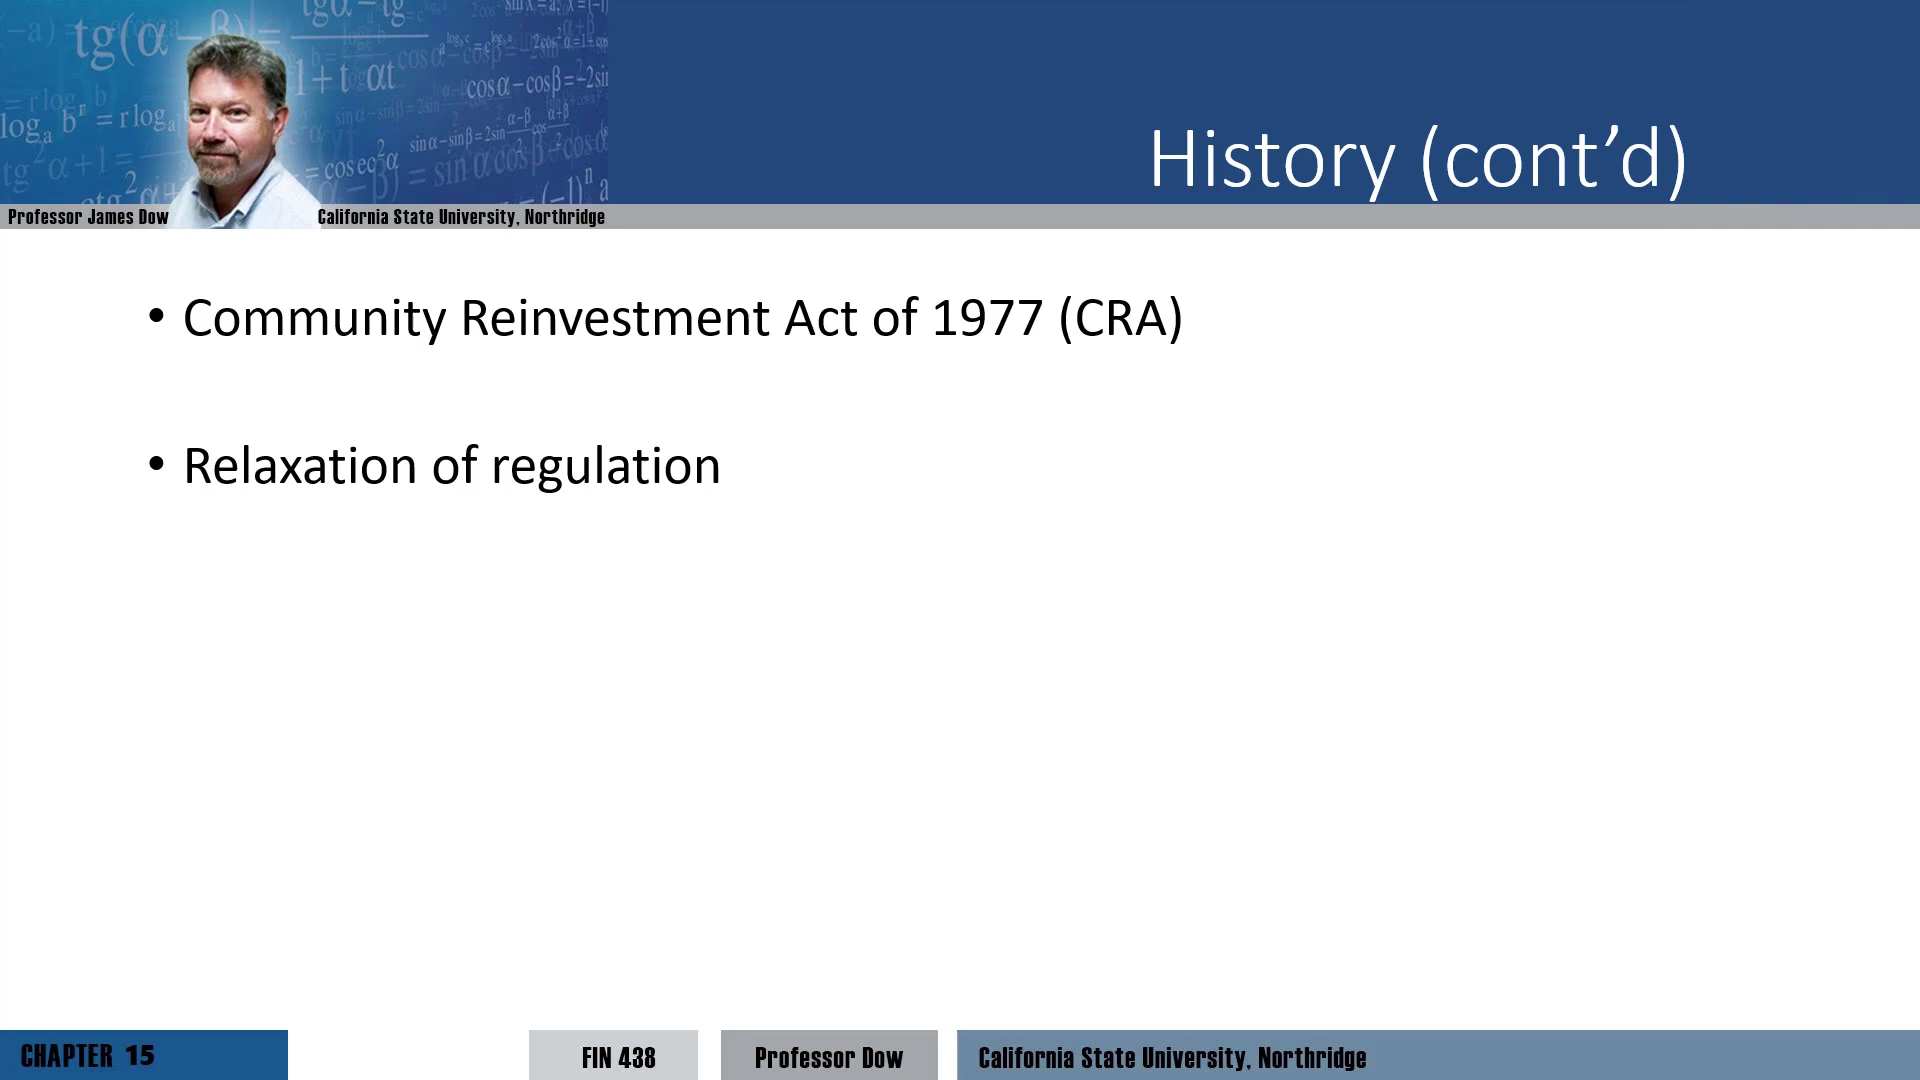 History (cont’d)
Professor James Dow
California State University, Northridge
• Community Reinvestment Act of 1977 (CRA)
• Relaxation of regulation
CHAPTER 15
FIN 438
Professor Dow
California State University, Northridge